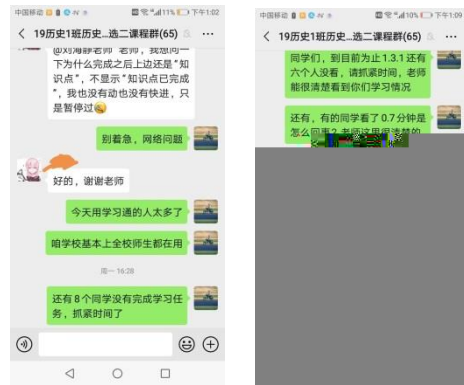 中国移动
11% 下午1:02
19历史1班历史...选二课程群(65)
@刘海静老师 老师，我想问一
下为什么完成之后上边还是"知
识点"，不显示"知识点已完成
"，我也没有动也没有快进，只
是暂停过
别着急，网络问题
好的，谢谢老师
今天用学习通的人太多了
咱学校基本上全校师生都在用
周一 16:28
还有8个同学没有完成学习任
务，抓紧时间了
中国移动
10% 下午1:09
19历史1班历史...选二课程群(65)
同学们，到目前为止1.3.1还有
六个人没看，请抓紧时间，老师
能很清楚看到你们学习情况
还有，有的同学看了0.7分钟是
怎么回事？老师这里很清楚的